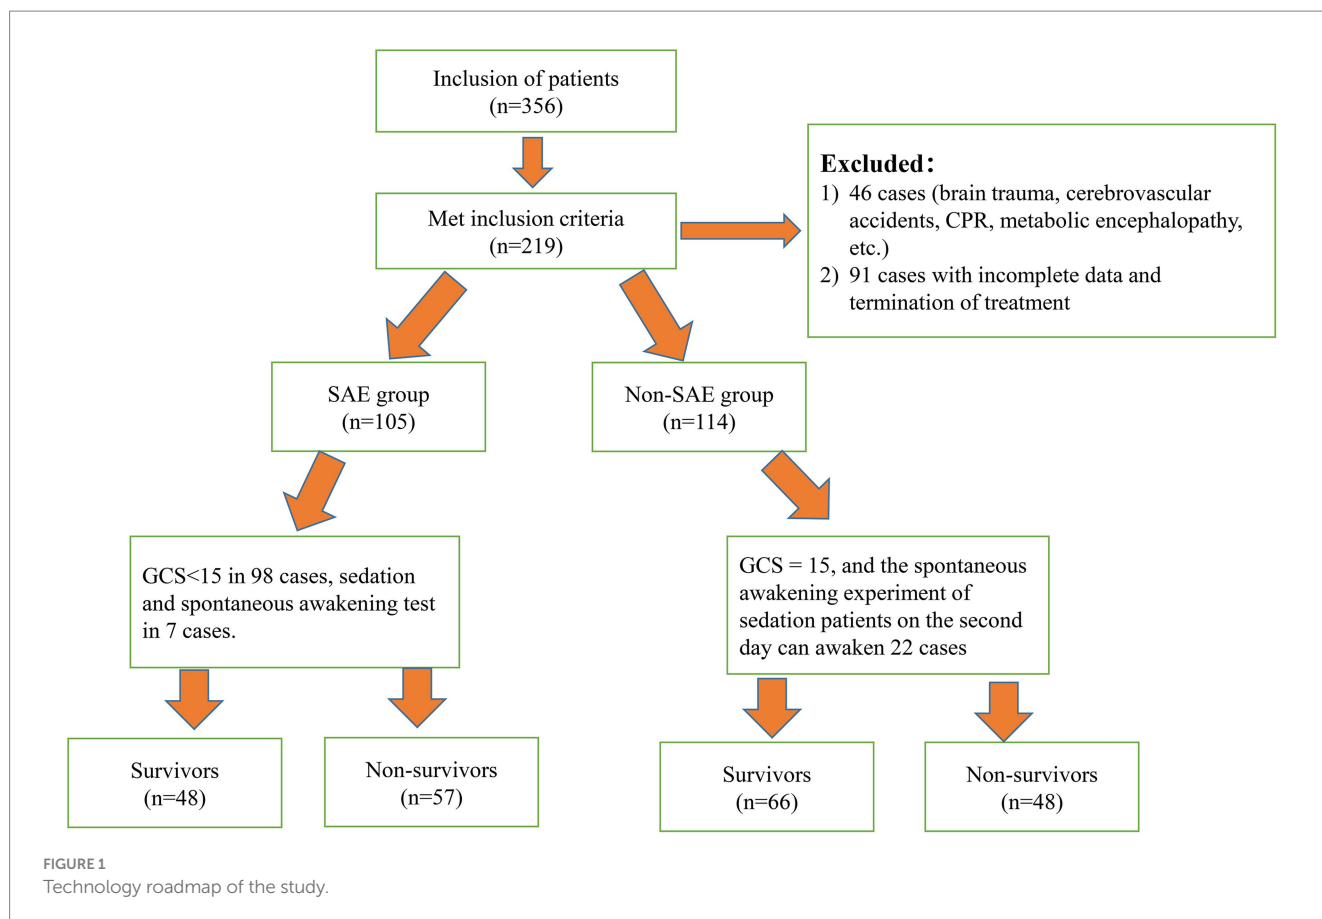 Inclusion of patients
(n=356)
Met inclusion criteria
(n=219)
Excluded:
1) 46 cases (brain trauma, cerebrovascular
accidents, CPR, metabolic encephalopathy,
etc.)
2) 91 cases with incomplete data and
termination of treatment
SAE group
(n=105)
Non-SAE group
(n=114)
GCS<15 in 98 cases, sedation
and spontaneous awakening test
in 7 cases.
GCS = 15, and the spontaneous
awakening experiment of
sedation patients on the second
day can awaken 22 cases
Survivors
(n=48)
Non-survivors
(n=57)
Survivors
(n=66)
Non-survivors
(n=48)
FIGURE 1
Technology roadmap of the study.